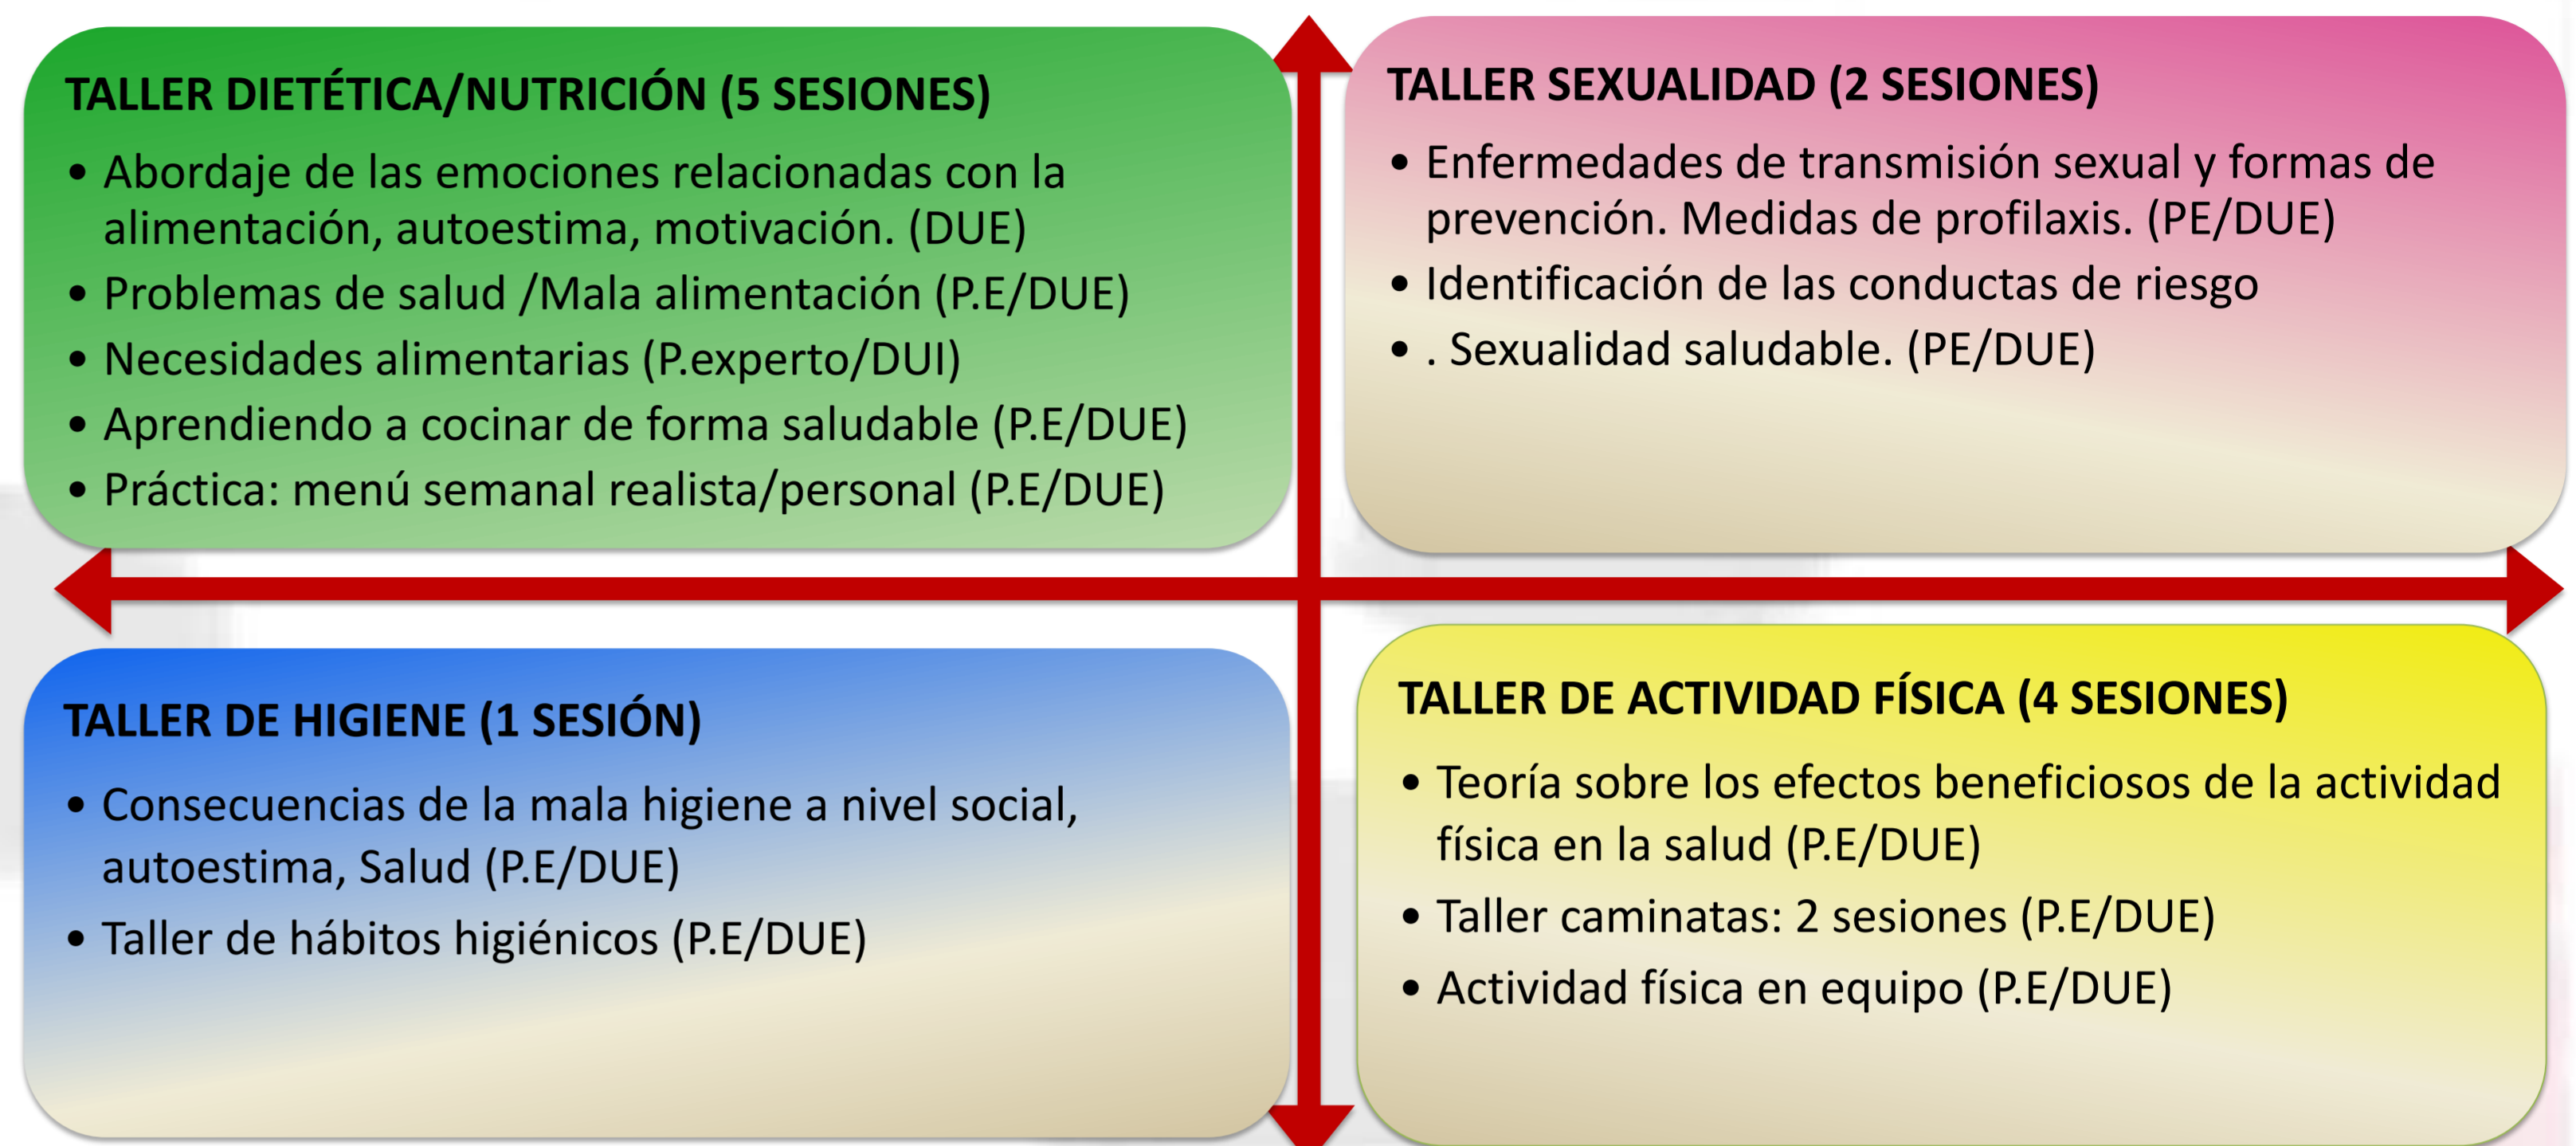 TALLER DIETÉTICA/NUTRICIÓN (5 SESIONES)
• Abordaje de las emociones relacionadas con la
alimentación, autoestima, motivación. (DUE)
• Problemas de salud /Mala alimentación (P.E/DUE)
• Necesidades alimentarias (P.experto/DUI)
• Aprendiendo a cocinar de forma saludable (P.E/DUE)
• Práctica: menú semanal realista/personal (P.E/DUE)
TALLER SEXUALIDAD (2 SESIONES)
• Enfermedades de transmisión sexual y formas de
prevención. Medidas de profilaxis. (PE/DUE)
• Identificación de las conductas de riesgo
• . Sexualidad saludable. (PE/DUE)
TALLER DE HIGIENE (1 SESIÓN)
• Consecuencias de la mala higiene a nivel social,
autoestima, Salud (P.E/DUE)
• Taller de hábitos higiénicos (P.E/DUE)
TALLER DE ACTIVIDAD FÍSICA (4 SESIONES)
• Teoría sobre los efectos beneficiosos de la actividad
física en la salud (P.E/DUE)
• Taller caminatas: 2 sesiones (P.E/DUE)
• Actividad física en equipo (P.E/DUE)